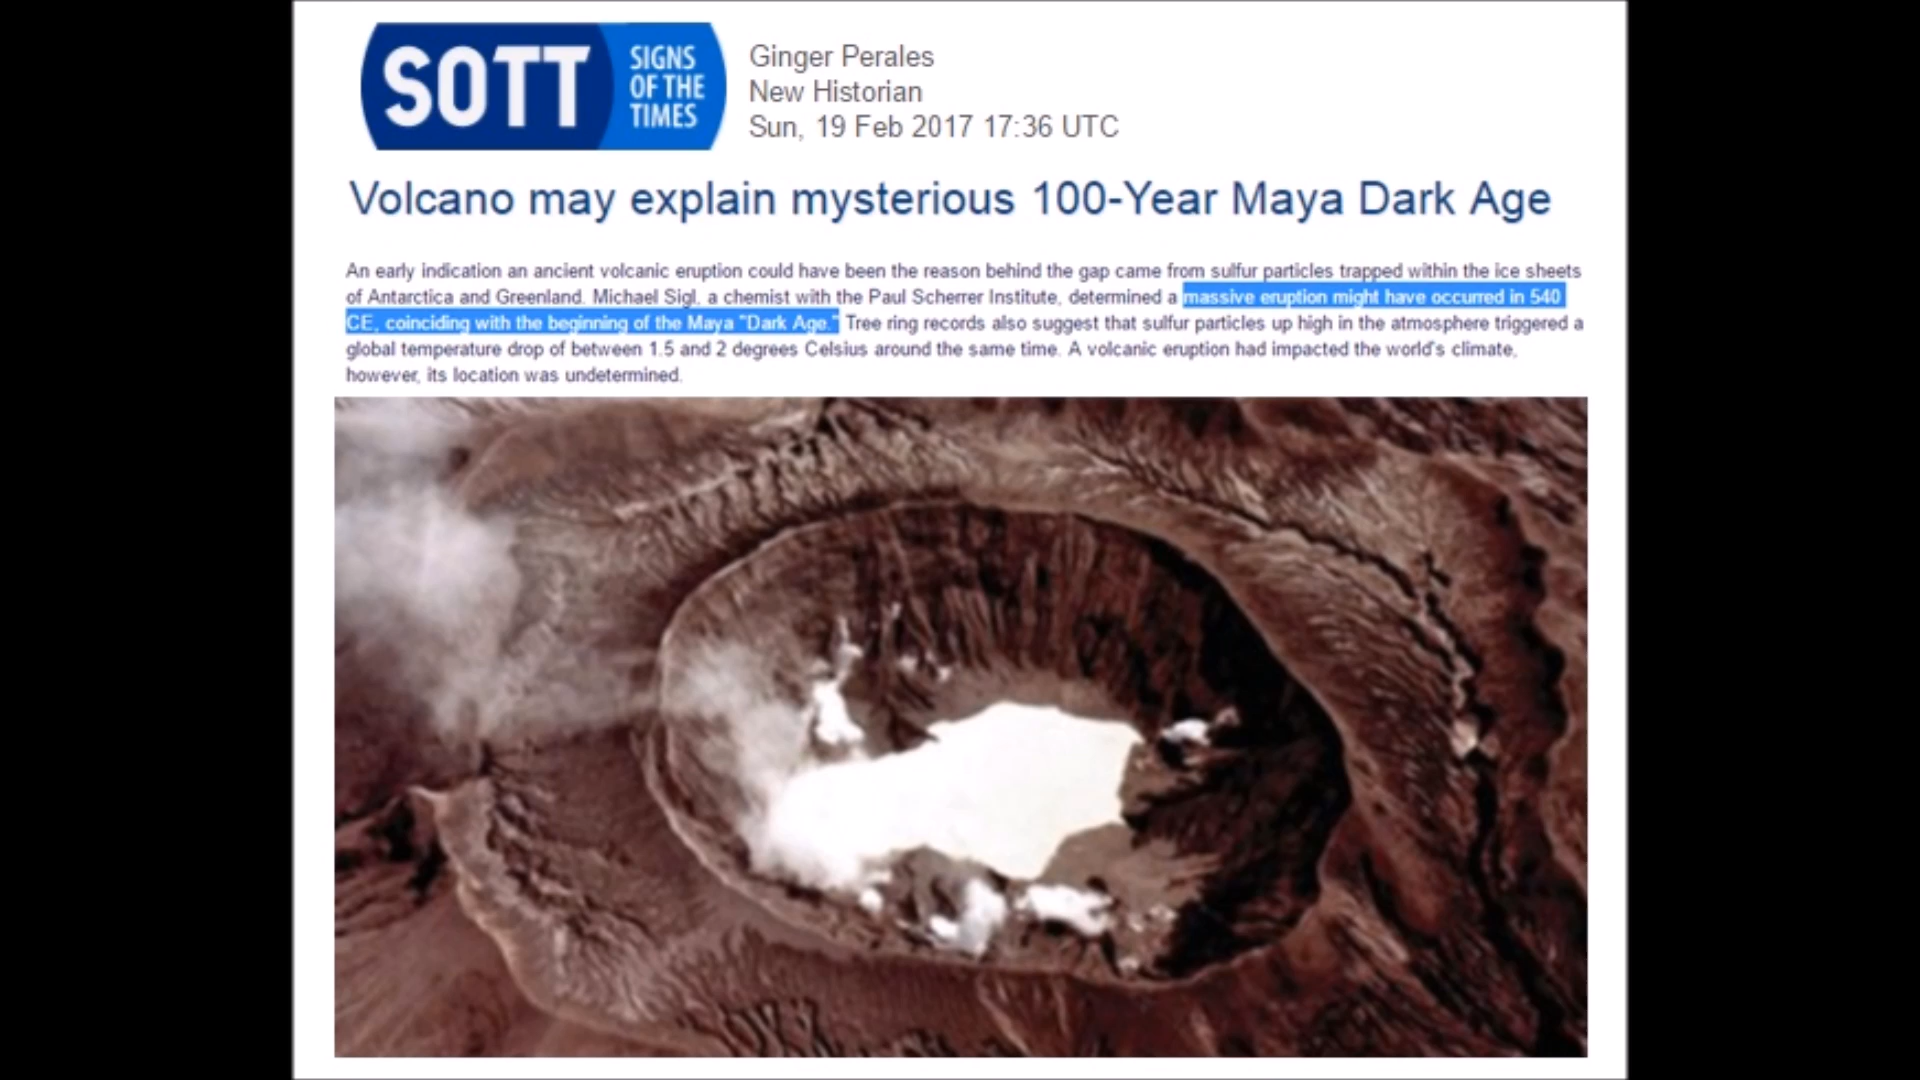 SOTT
SIGNS
OF THE
TIMES
Ginger Perales
New Historian
Sun, 19 Feb 2017 17:36 UTC
Volcano may explain mysterious 100-Year Maya Dark Age
An early indication an ancient volcanic eruption could have been the reason behind the gap came from sulfur particles trapped within the ice sheets
of Antarctica and Greenland. Michael Sigl, a chemist with the Paul Scherrer Institute, determined a massive eruption might have occurred in 540
CE, coinciding with the beginning of the Maya "Dark Age." Tree ring records also suggest that sulfur particles up high in the atmosphere triggered a
global temperature drop of between 1.5 and 2 degrees Celsius around the same time. A volcanic eruption had impacted the world's climate,
however, its location was undetermined.